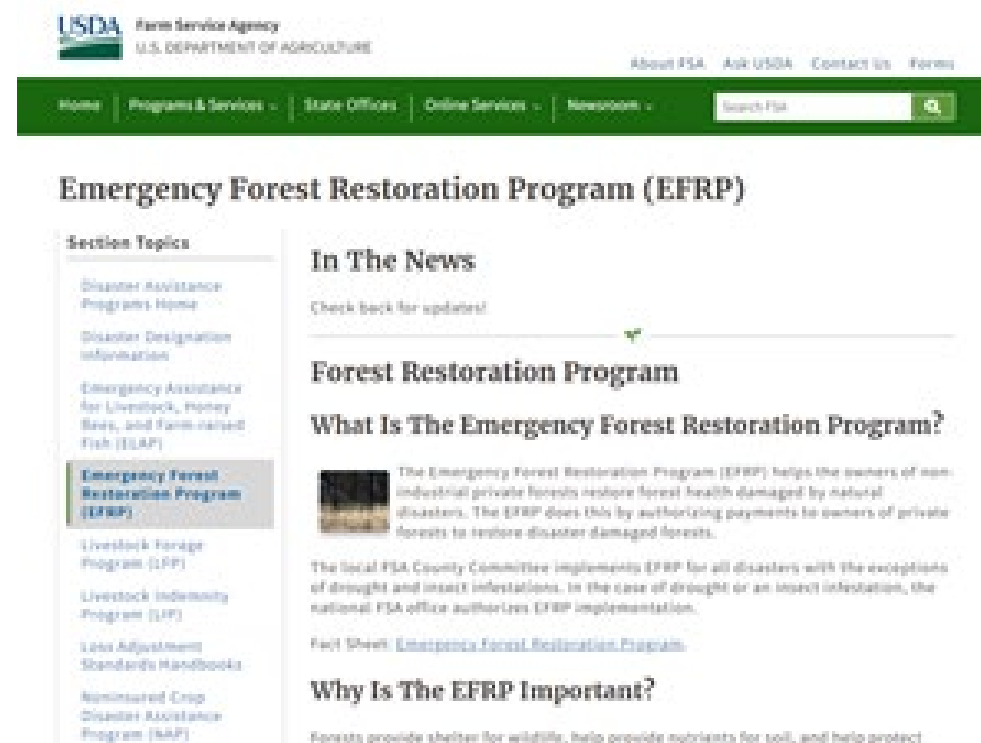 USDA
Farm Service Agency
U.S. DEPARTMENT OF AGRICULTURE
About FSA Ask USDA Contact Us Forms
Home Programs & Services State Offices Online Services Newsroom
Search FSA
Emergency Forest Restoration Program (EFRP)
Section Topics
Disaster Assistance
Programs Home
Disaster Designation
Information
Emergency Assistance
for Livestock, Honey
Bees, and Farm-raised
Fish (ELAP)
Emergency Forest
Restoration Program
(EFRP)
Livestock Forage
Program (LFP)
Livestock Indemnity
Program (LIP)
Loss Adjustment
Standards Handbooks
Noninsured Crop
Disaster Assistance
Program (NAP)
In The News
Check back for updates!
Forest Restoration Program
What Is The Emergency Forest Restoration Program?
The Emergency Forest Restoration Program (EFRP) helps the owners of non-
industrial private forests restore forest health damaged by natural
disasters. The EFRP does this by authorizing payments to owners of private
forests to restore disaster damaged forests.
The local FSA County Committee implements EFRP for all disasters with the exceptions
of drought and insect infestations. In the case of drought or an insect infestation, the
national FSA office authorizes EFRP implementation.
Fact Sheet: Emergency Forest Restoration Program.
Why Is The EFRP Important?
Forests provide shelter for wildlife, help provide nutrients for soil, and help protect